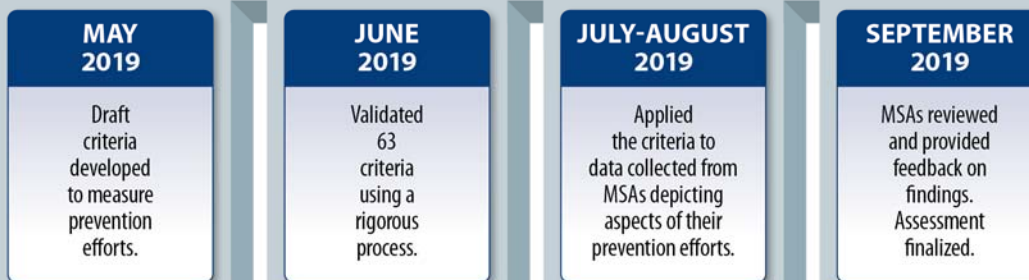 MAY
2019
Draft
criteria
developed
to measure
prevention
efforts.
JUNE
2019
Validated
63
criteria
using a
rigorous
process.
JULY-AUGUST
2019
Applied
the criteria to
data collected from
MSAs depicting
aspects of their
prevention efforts.
SEPTEMBER
2019
MSAs reviewed
and provided
feedback on
findings.
Assessment
finalized.